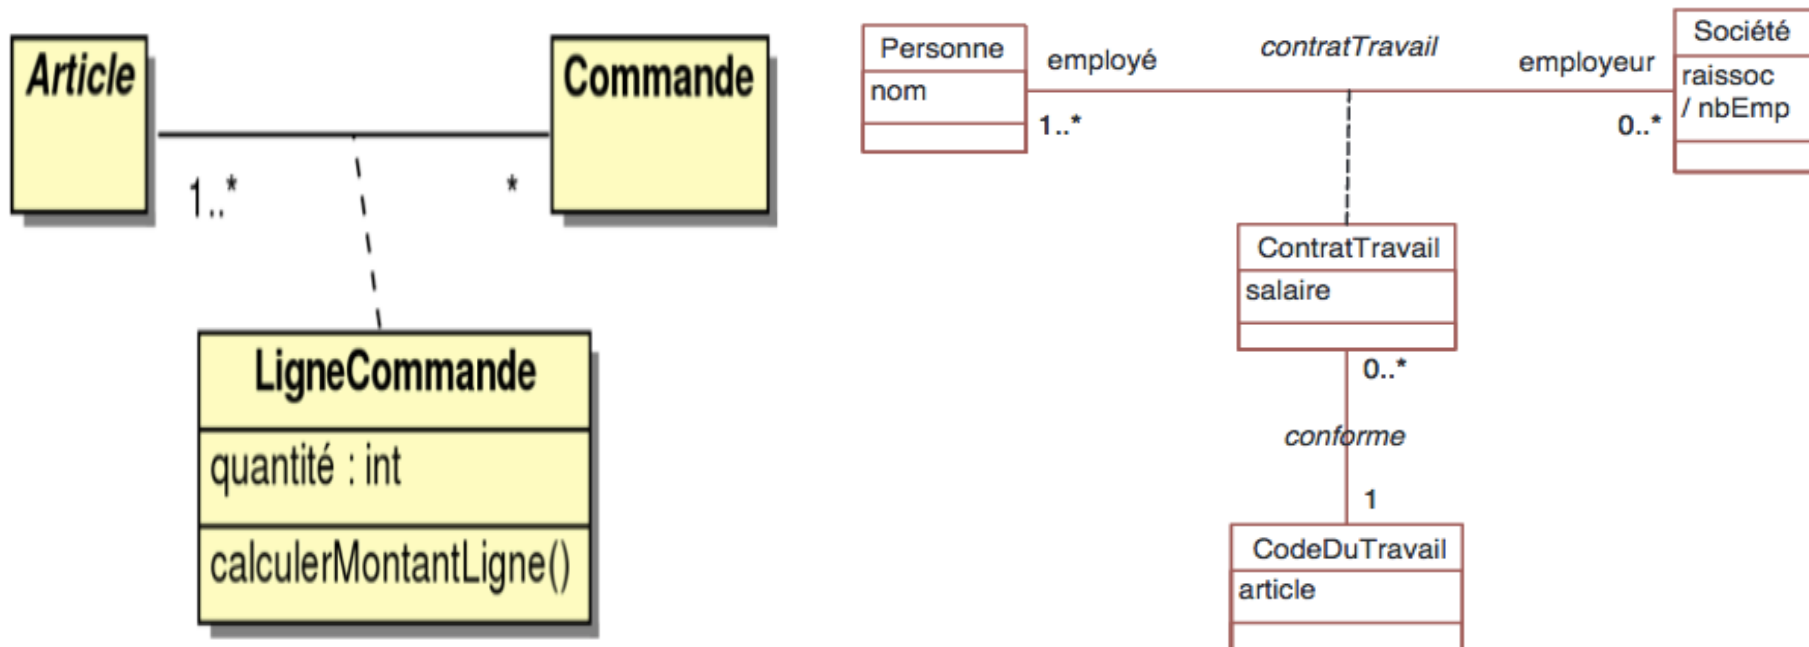 Article
Commande
1..*
*
LigneCommande
quantité : int
calculerMontantLigne()
Personne
nom
employé
1..*
contratTravail
employeur
0..*
Société
raissoc
/ nbEmp
ContratTravail
salaire
0..*
conforme
1
CodeDuTravail
article